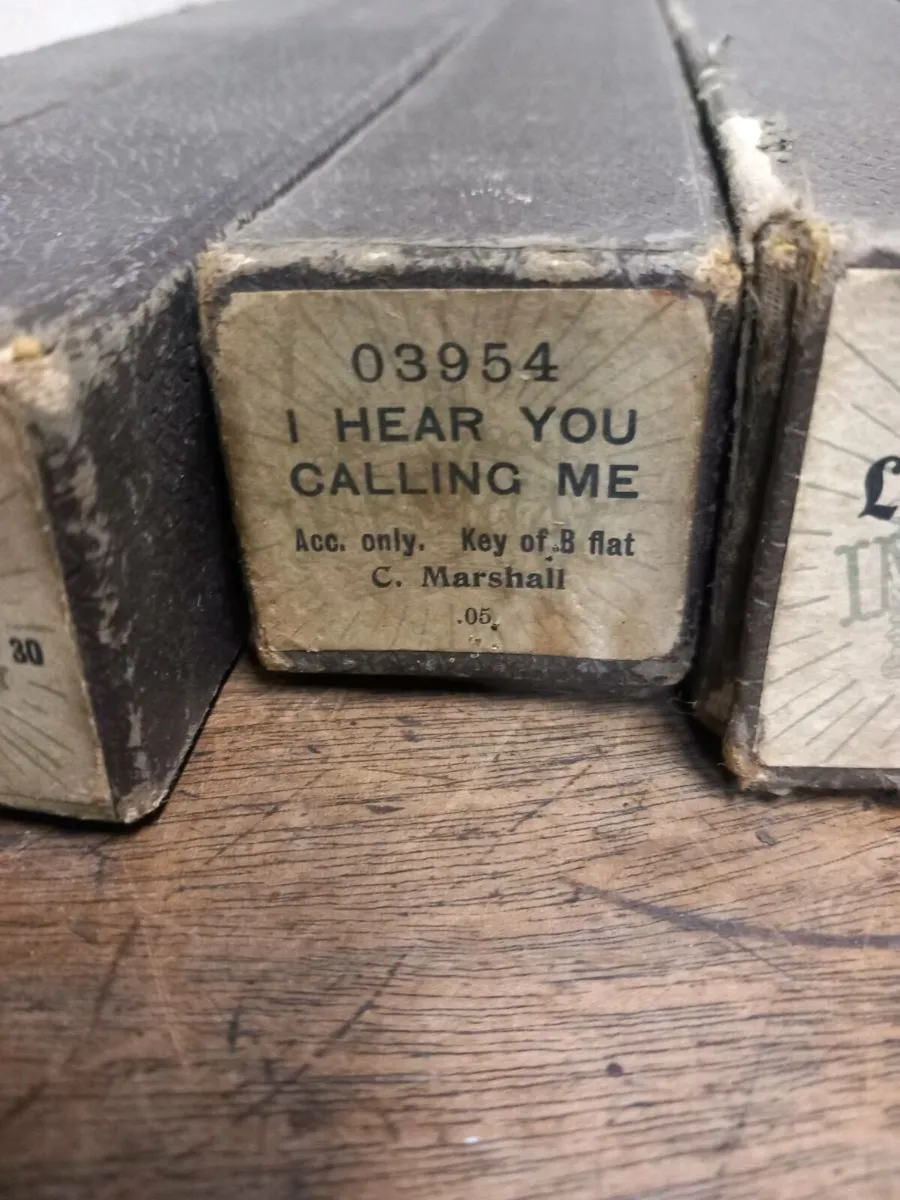 03954
I HEAR YOU
CALLING ME
Acc. only. Key of B flat
C. Marshall
.05
30